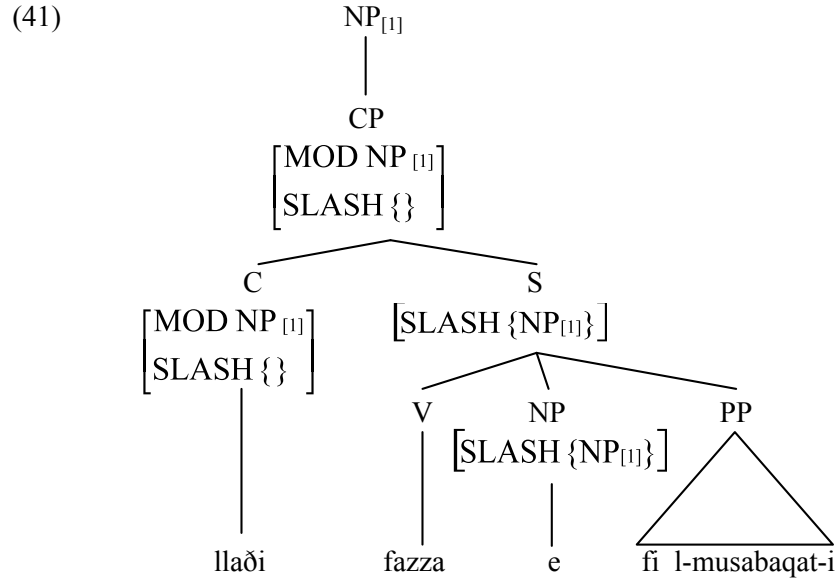 (41) NP[1]
CP
[MOD NP [1]
SLASH {}]
C S
[MOD NP [1] [SLASH {NP[1]}]
SLASH {}]
V NP PP
[SLASH {NP[1]}]
llaði fazza e fi l-musabaqat-i